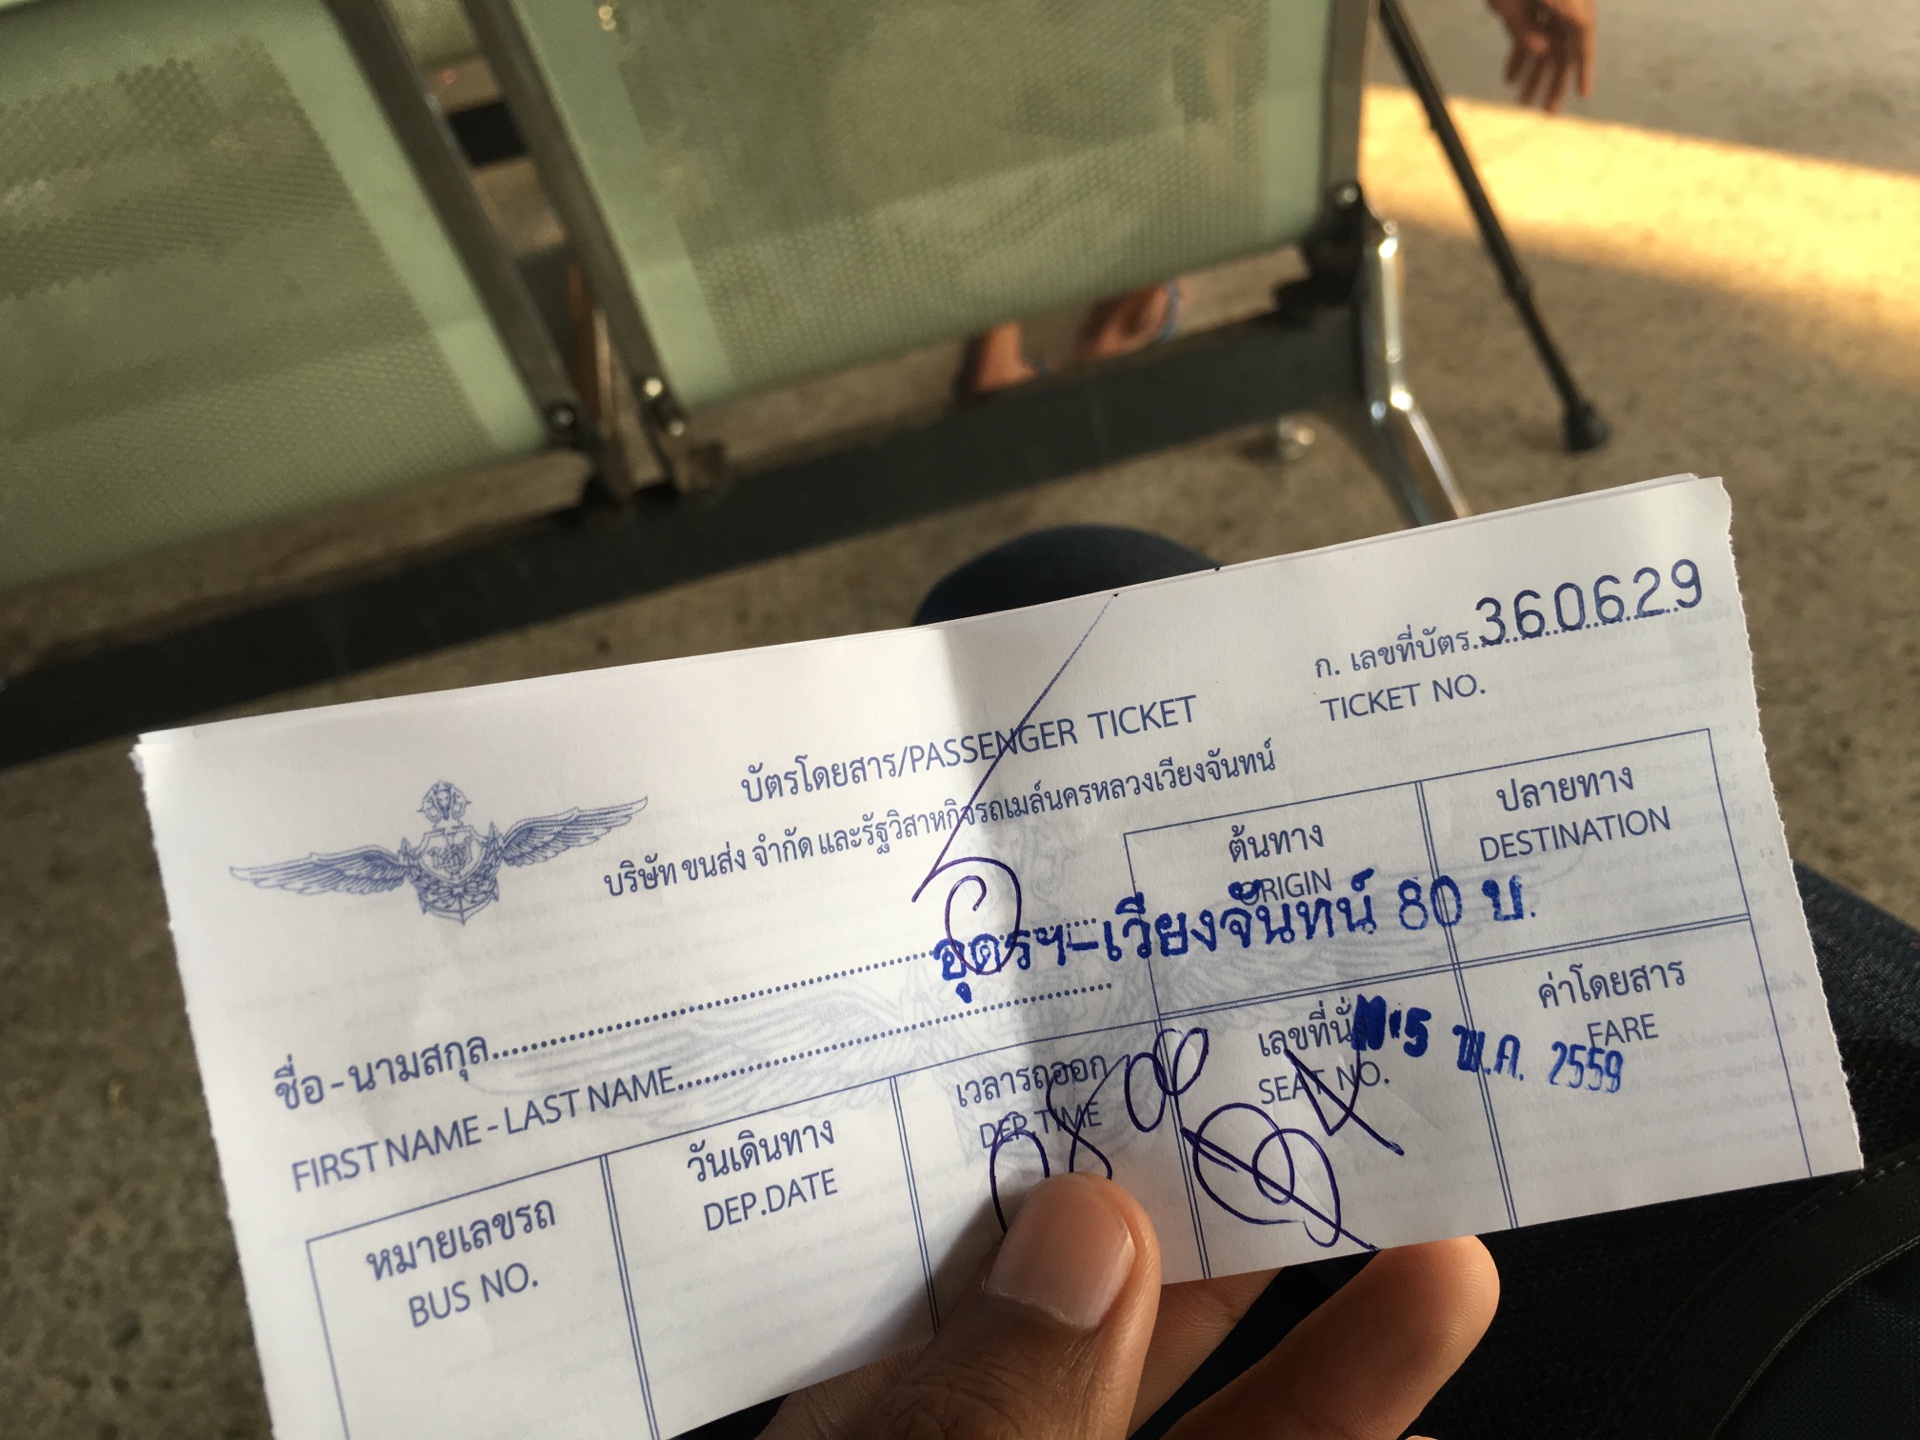 ก. เลขที่บัตร..360629
TICKET NO.
บัตรโดยสาร/PASSENGER TICKET
บริษัท ขนส่ง จำกัด และรัฐวิสาหกิจรถเมล์นครหลวงเวียงจันทน์
ต้นทาง
ORIGIN
ปลายทาง
DESTINATION
อุดรฯ-เวียงจันทน์ 80 บ.
ชื่อ-นามสกุล
FIRST NAME - LAST NAME
หมายเลขรถ
BUS NO.
วันเดินทาง
DEP.DATE
เวลารถออก
DEP. TIME
08 00
เลขที่นั่ง
SEAT NO.
ค่าโดยสาร
FARE
5 พ.ค. 2559